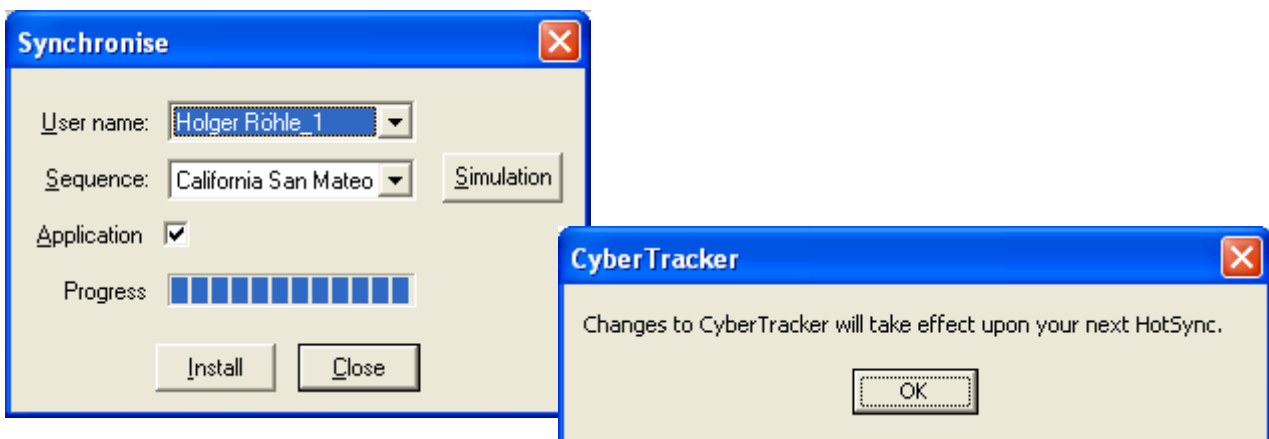 Synchronise
User name: Holger Röhle_1
Sequence: California San Mateo
Simulation
Application
Progress
Install Close
CyberTracker
Changes to CyberTracker will take effect upon your next HotSync.
OK